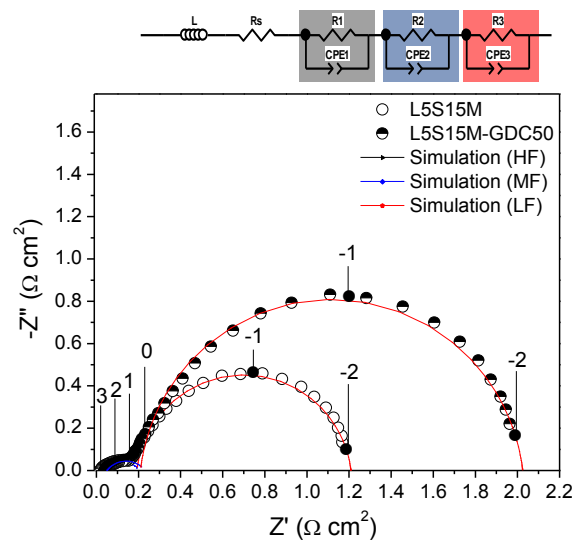 L Rs R1 R2 R3
CPE1 CPE2 CPE3
L5S15M
L5S15M-GDC50
Simulation (HF)
Simulation (MF)
Simulation (LF)
-1
-1
0
1
2
3
-2
-2
1.6
1.4
1.2
1.0
0.8
0.6
0.4
0.2
0.0
-Z'' (Ω cm²)
0.0 0.2 0.4 0.6 0.8 1.0 1.2 1.4 1.6 1.8 2.0 2.2
Z' (Ω cm²)